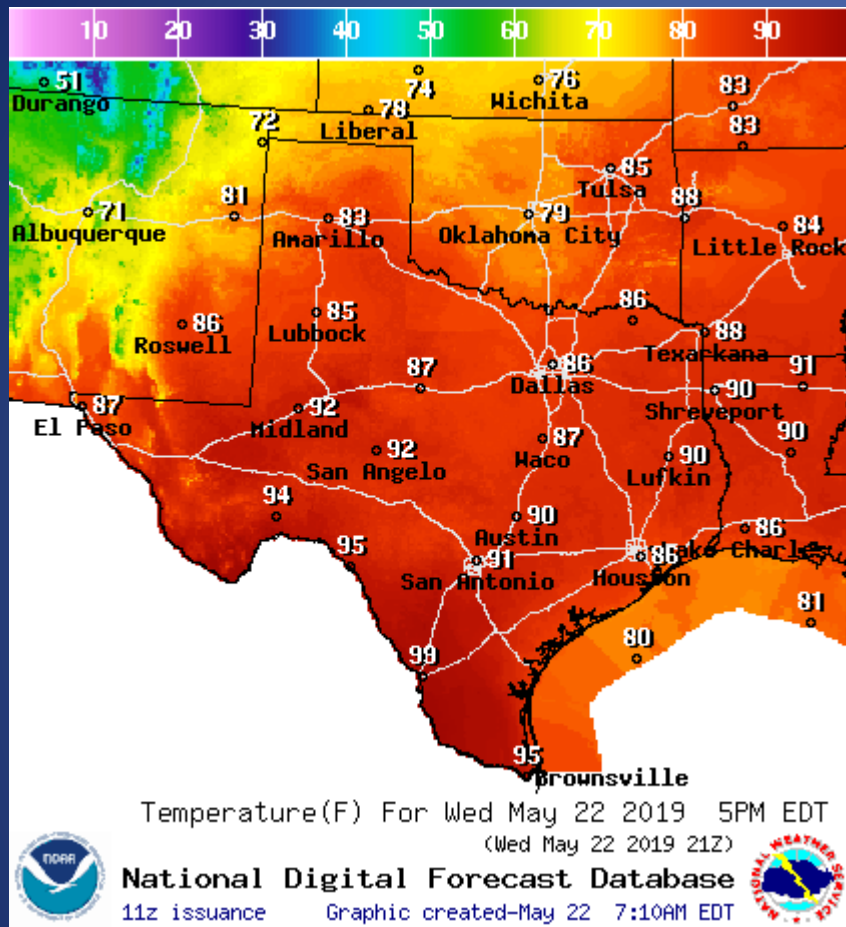 10 20 30 40 50 60 70 80 90
51
Durango
74
76
Wichita
78
Liberal
83
72
83
85
Tulsa
71
Albuquerque
81
83
Amarillo
79
Oklahoma City
88
84
Little Rock
86
Roswell
85
Lubbock
86
88
Texarkana
87
86
Dallas
91
90
Shreveport
87
El Paso
92
Midland
92
San Angelo
87
Waco
90
Lufkin
90
94
90
Austin
86
Lake Charles
95
91
San Antonio
86
Houston
81
80
99
95
Brownsville
Temperature(F) For Wed May 22 2019 5PM EDT
(Wed May 22 2019 21Z)
NOAA
National Digital Forecast Database
11z issuance Graphic created-May 22 7:10AM EDT
NATIONAL WEATHER SERVICE